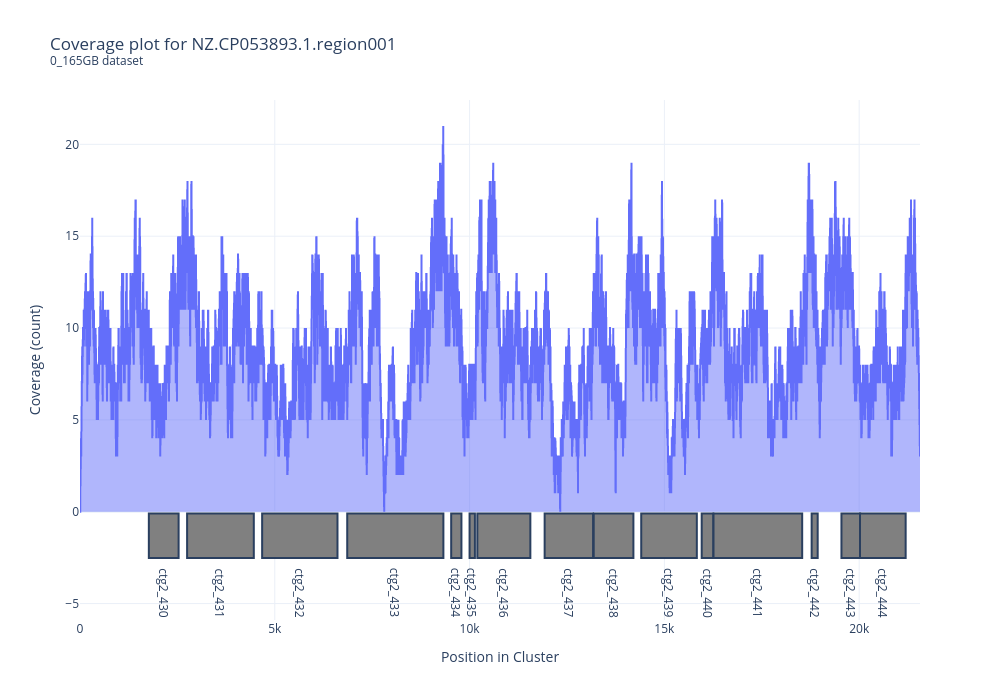 Coverage plot for NZ.CP053893.1.region001
0_165GB dataset
20
15
10
5
0
−5
Coverage (count)
ctg2_430
ctg2_431
ctg2_432
ctg2_433
ctg2_434
ctg2_435
ctg2_436
ctg2_437
ctg2_438
ctg2_439
ctg2_440
ctg2_441
ctg2_442
ctg2_443
ctg2_444
0
5k
10k
15k
20k
Position in Cluster